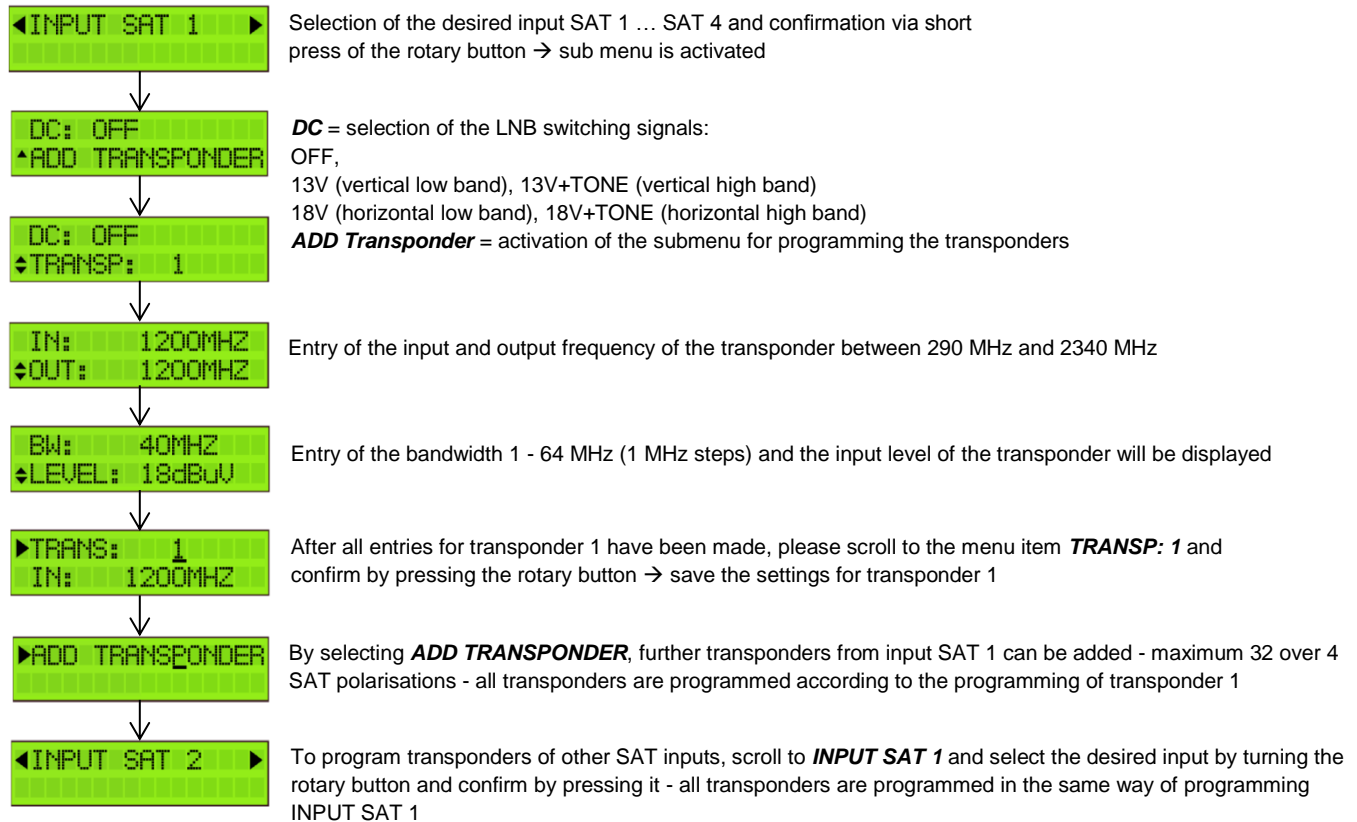 ◀INPUT SAT 1 ▶
Selection of the desired input SAT 1 … SAT 4 and confirmation via short
press of the rotary button → sub menu is activated
DC: OFF
▲ADD TRANSPONDER
DC = selection of the LNB switching signals:
OFF,
13V (vertical low band), 13V+TONE (vertical high band)
18V (horizontal low band), 18V+TONE (horizontal high band)
ADD Transponder = activation of the submenu for programming the transponders
DC: OFF
♦TRANSP: 1
IN: 1200MHZ
♦OUT: 1200MHZ
Entry of the input and output frequency of the transponder between 290 MHz and 2340 MHz
BW: 40MHZ
♦LEVEL: 18dBuV
Entry of the bandwidth 1 - 64 MHz (1 MHz steps) and the input level of the transponder will be displayed
▶TRANS: 1
IN: 1200MHZ
After all entries for transponder 1 have been made, please scroll to the menu item TRANSP: 1 and
confirm by pressing the rotary button → save the settings for transponder 1
▶ADD TRANSPONDER
By selecting ADD TRANSPONDER, further transponders from input SAT 1 can be added - maximum 32 over 4
SAT polarisations - all transponders are programmed according to the programming of transponder 1
◀INPUT SAT 2 ▶
To program transponders of other SAT inputs, scroll to INPUT SAT 1 and select the desired input by turning the
rotary button and confirm by pressing it - all transponders are programmed in the same way of programming
INPUT SAT 1